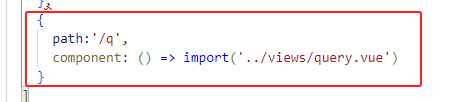 },
{
path:'/q',
component: () => import('../views/query.vue')
}
]